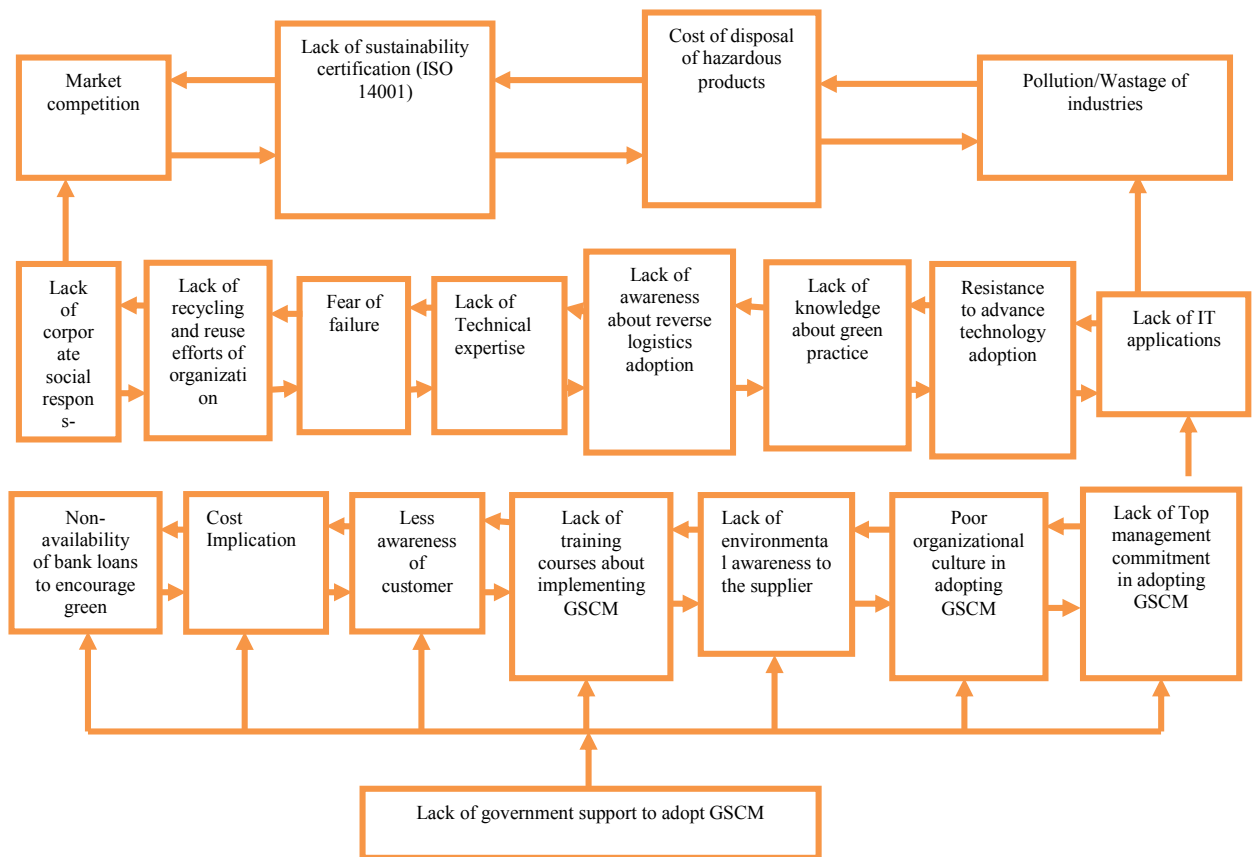 Market
competition
Lack of sustainability
certification (ISO
14001)
Cost of disposal
of hazardous
products
Pollution/Wastage of
industries
Lack
of
corpor
ate
social
respon
s-
Lack of
recycling
and reuse
efforts of
organizati
on
Fear of
failure
Lack of
Technical
expertise
Lack of
awareness
about reverse
logistics
adoption
Lack of
knowledge
about green
practice
Resistance
to advance
technology
adoption
Lack of IT
applications
Non-
availability
of bank loans
to encourage
green
Cost
Implication
Less
awareness
of
customer
Lack of
training
courses about
implementing
GSCM
Lack of
environmenta
l awareness to
the supplier
Poor
organizational
culture in
adopting
GSCM
Lack of Top
management
commitment
in adopting
GSCM
Lack of government support to adopt GSCM